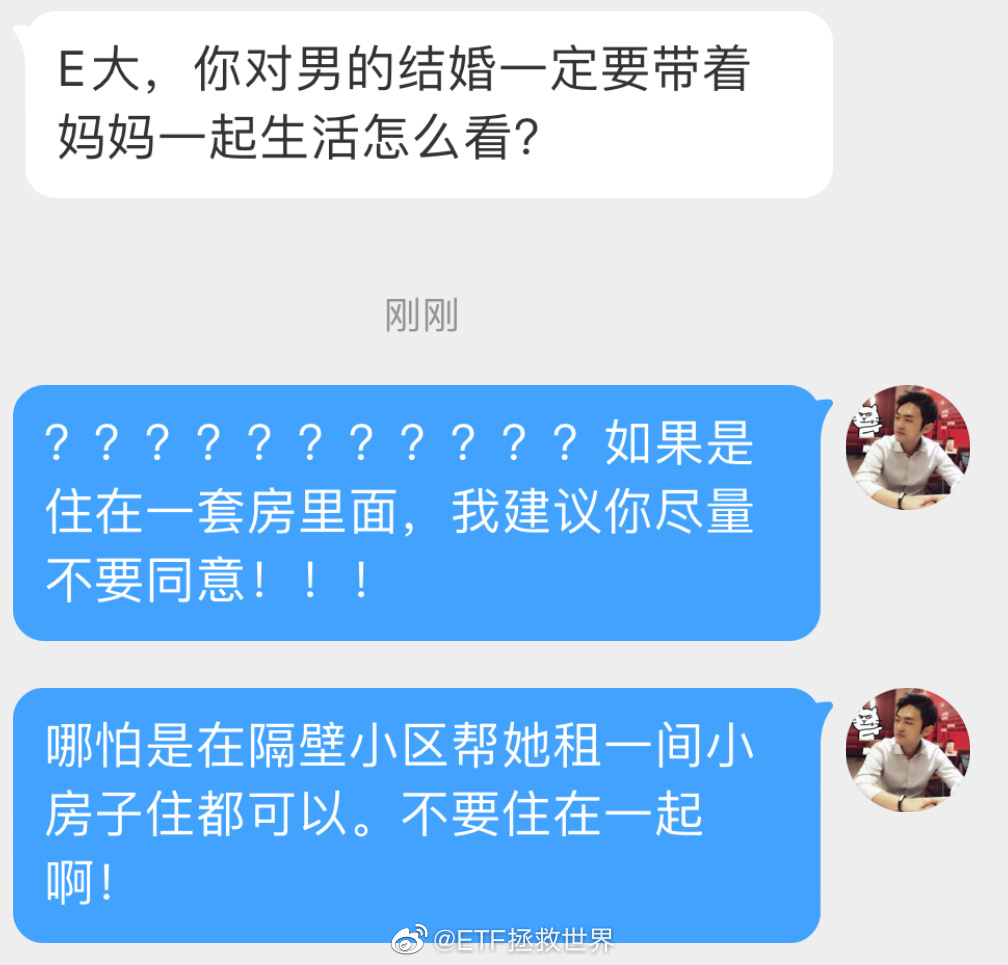 E大，你对男的结婚一定要带着
妈妈一起生活怎么看？
刚刚
？？？？？？？？？？？如果是
住在一套房里面，我建议你尽量
不要同意！！！
哪怕是在隔壁小区帮她租一间小
房子住都可以。不要住在一起
啊！
@ETF拯救世界